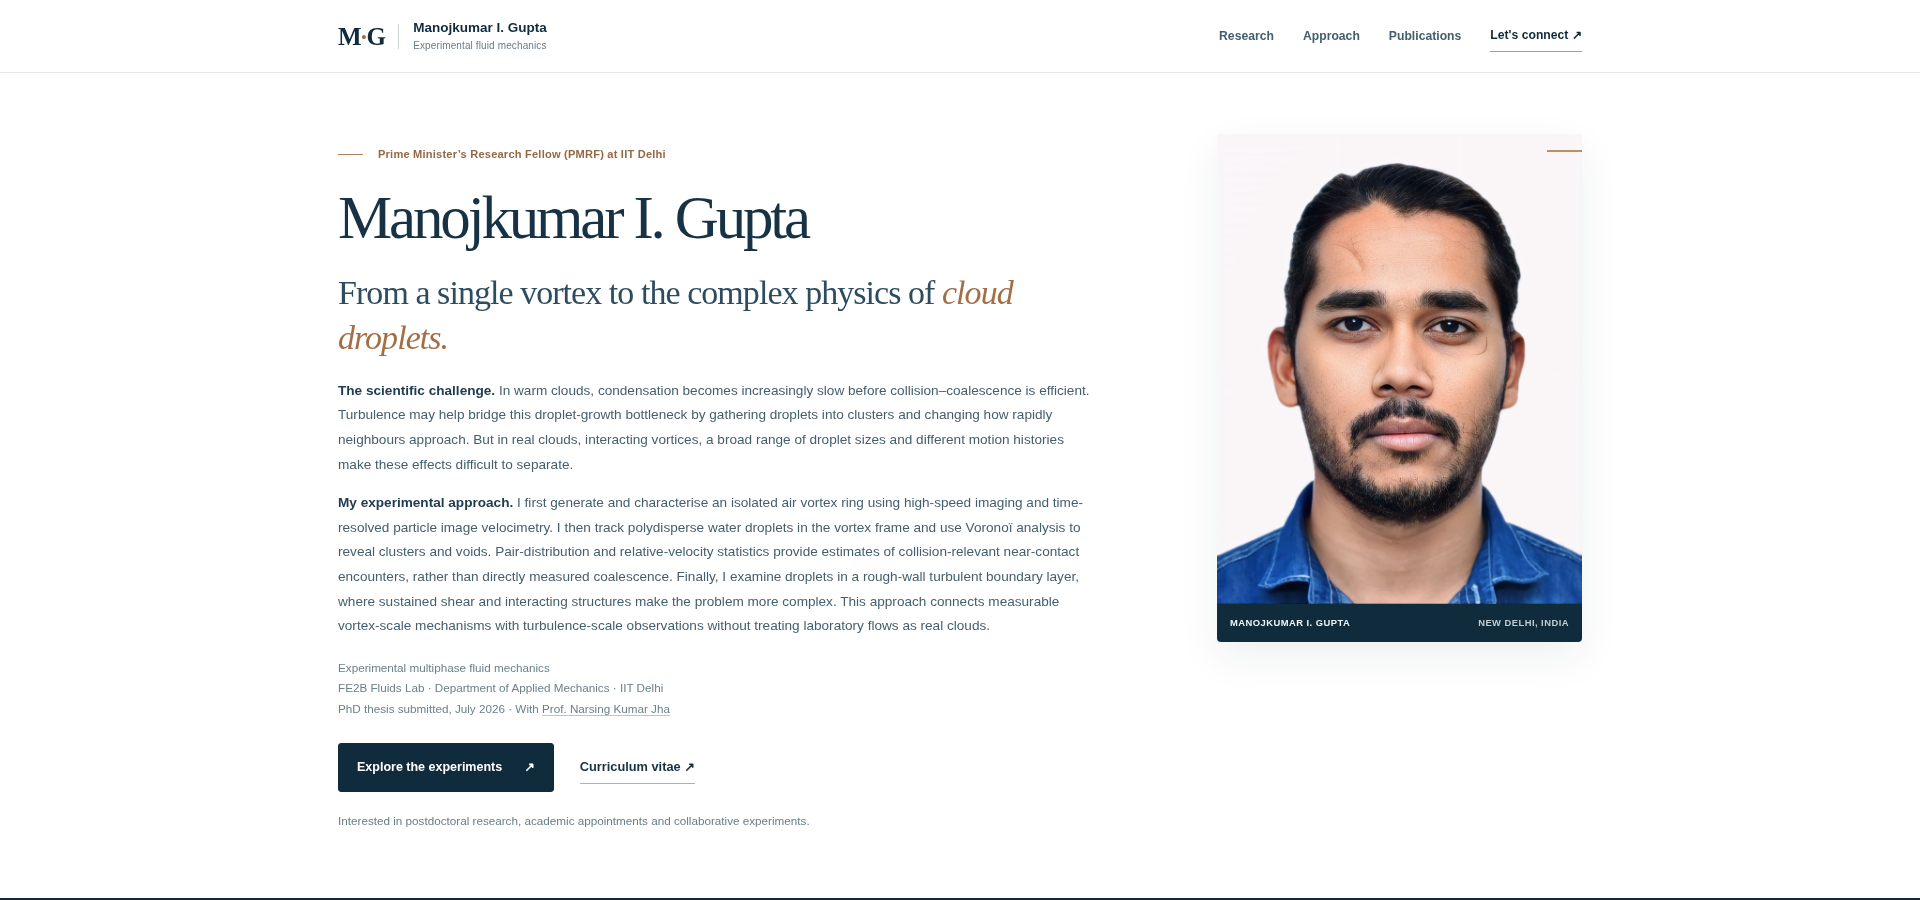 M·G
Manojkumar I. Gupta
Experimental fluid mechanics
Research
Approach
Publications
Let's connect ↗
Prime Minister’s Research Fellow (PMRF) at IIT Delhi
Manojkumar I. Gupta
From a single vortex to the complex physics of cloud
droplets.
The scientific challenge. In warm clouds, condensation becomes increasingly slow before collision–coalescence is efficient.
Turbulence may help bridge this droplet-growth bottleneck by gathering droplets into clusters and changing how rapidly
neighbours approach. But in real clouds, interacting vortices, a broad range of droplet sizes and different motion histories
make these effects difficult to separate.
My experimental approach. I first generate and characterise an isolated air vortex ring using high-speed imaging and time-
resolved particle image velocimetry. I then track polydisperse water droplets in the vortex frame and use Voronoï analysis to
reveal clusters and voids. Pair-distribution and relative-velocity statistics provide estimates of collision-relevant near-contact
encounters, rather than directly measured coalescence. Finally, I examine droplets in a rough-wall turbulent boundary layer,
where sustained shear and interacting structures make the problem more complex. This approach connects measurable
vortex-scale mechanisms with turbulence-scale observations without treating laboratory flows as real clouds.
Experimental multiphase fluid mechanics
FE2B Fluids Lab · Department of Applied Mechanics · IIT Delhi
PhD thesis submitted, July 2026 · With Prof. Narsing Kumar Jha
Explore the experiments ↗
Curriculum vitae ↗
Interested in postdoctoral research, academic appointments and collaborative experiments.
MANOJKUMAR I. GUPTA
NEW DELHI, INDIA